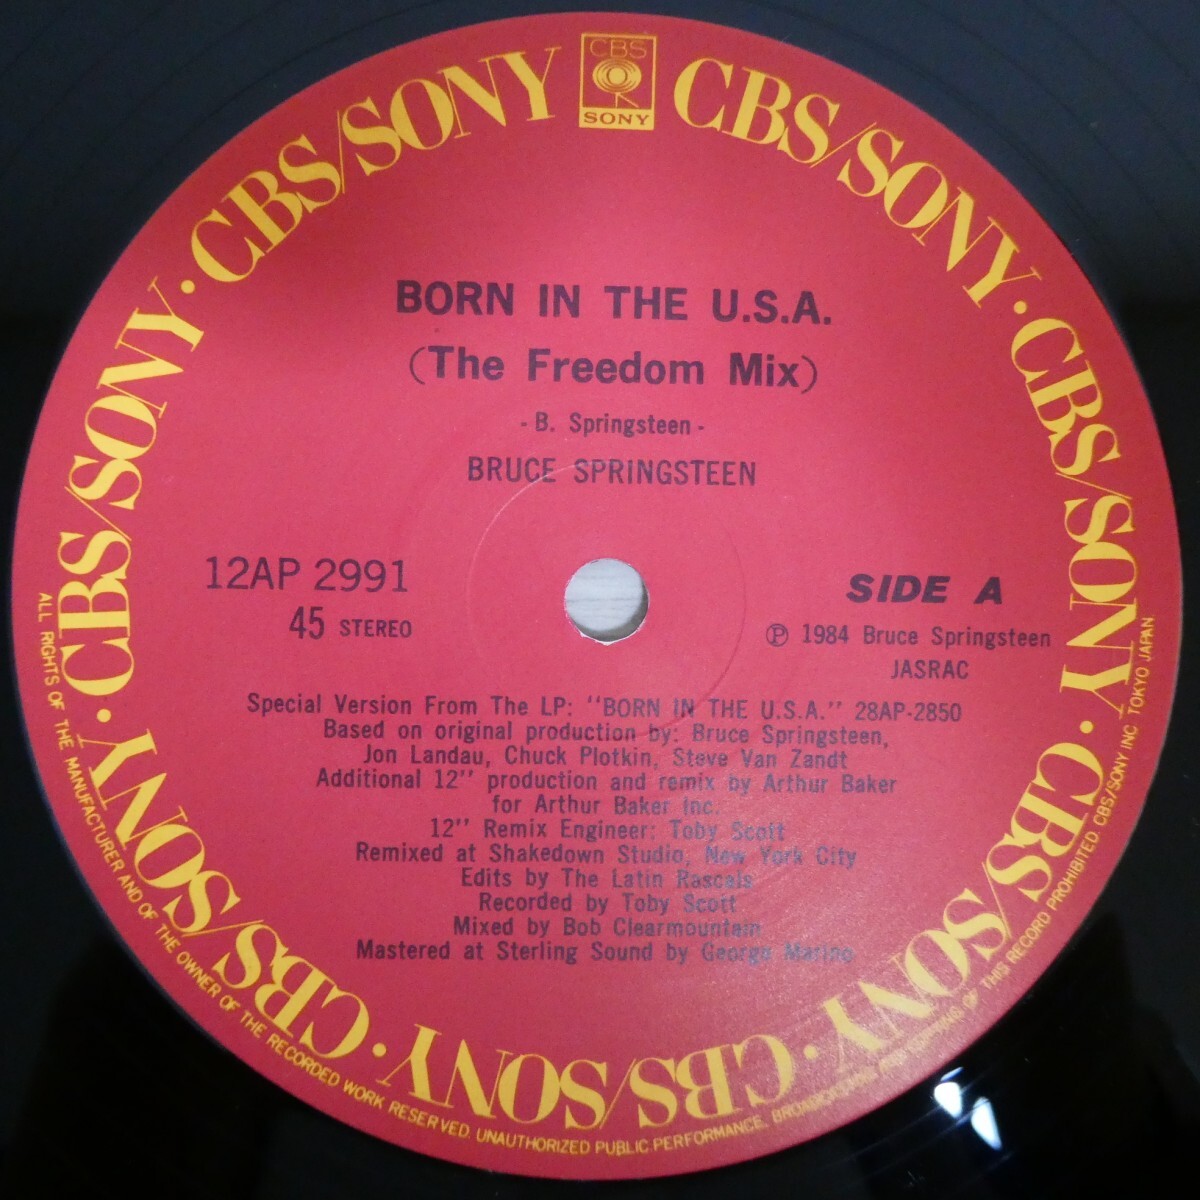 CBS
SONY
CBS/SONY · CBS/SONY · CBS/SONY · CBS/SONY · CBS/SONY · CBS/SONY · CBS/SONY · CBS/SONY
BORN IN THE U.S.A.
(The Freedom Mix)
- B. Springsteen -
BRUCE SPRINGSTEEN
12AP 2991
45 STEREO
SIDE A
Ⓟ 1984 Bruce Springsteen
JASRAC
Special Version From The LP: "BORN IN THE U.S.A." 28AP-2850
Based on original production by: Bruce Springsteen,
Jon Landau, Chuck Plotkin, Steve Van Zandt
Additional 12" production and remix by Arthur Baker
for Arthur Baker Inc.
12" Remix Engineer: Toby Scott
Remixed at Shakedown Studio, New York City
Edits by The Latin Rascals
Recorded by Toby Scott
Mixed by Bob Clearmountain
Mastered at Sterling Sound by George Marino
ALL RIGHTS OF THE MANUFACTURER AND OF THE OWNER OF THE RECORDED WORK RESERVED. UNAUTHORIZED PUBLIC PERFORMANCE, BROADCASTING AND COPYING OF THIS RECORD PROHIBITED. CBS/SONY INC. TOKYO JAPAN